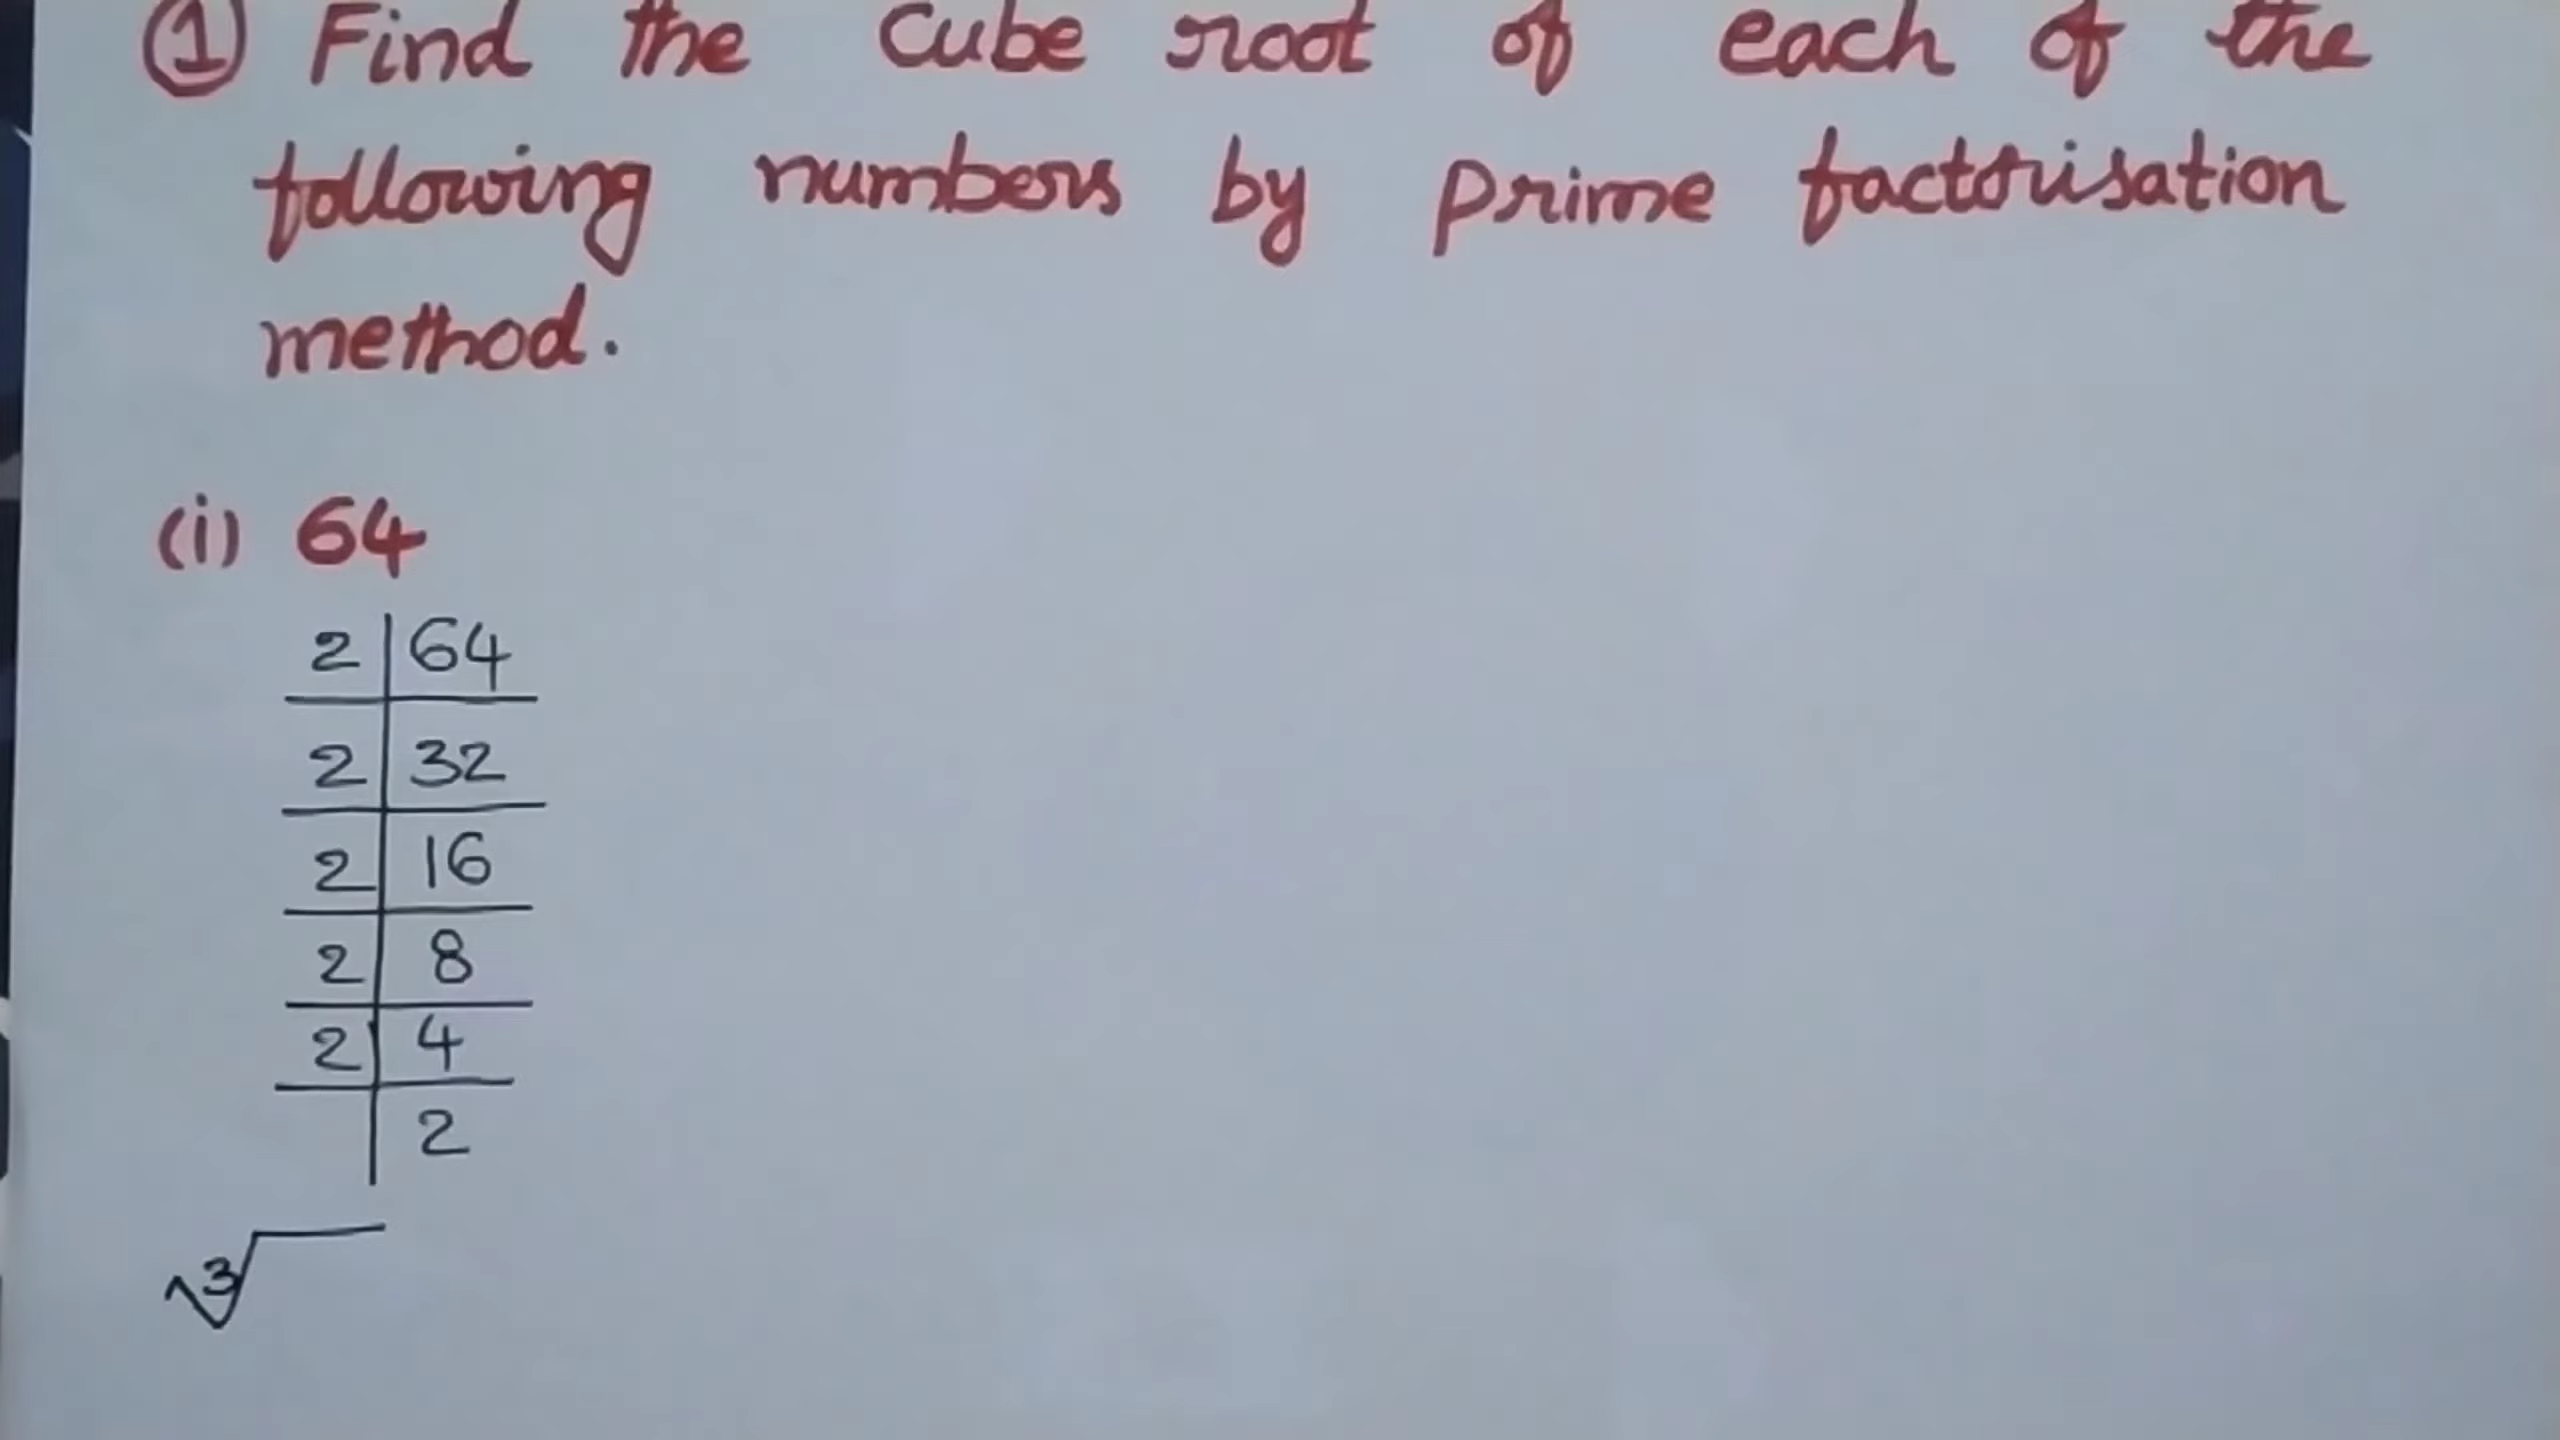 ① Find the cube root of each of the
following numbers by prime factorisation
method.
(i) 64
2 | 64
2 | 32
2 | 16
2 | 8
2 | 4
| 2
3√